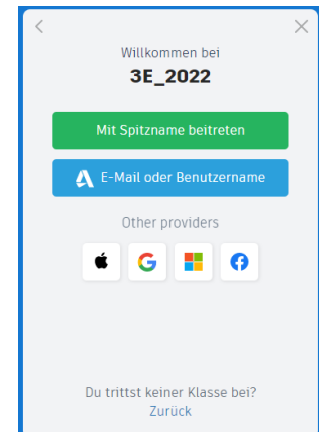 Willkommen bei
3E_2022
Mit Spitzname beitreten
E-Mail oder Benutzername
Other providers
Du trittst keiner Klasse bei?
Zurück